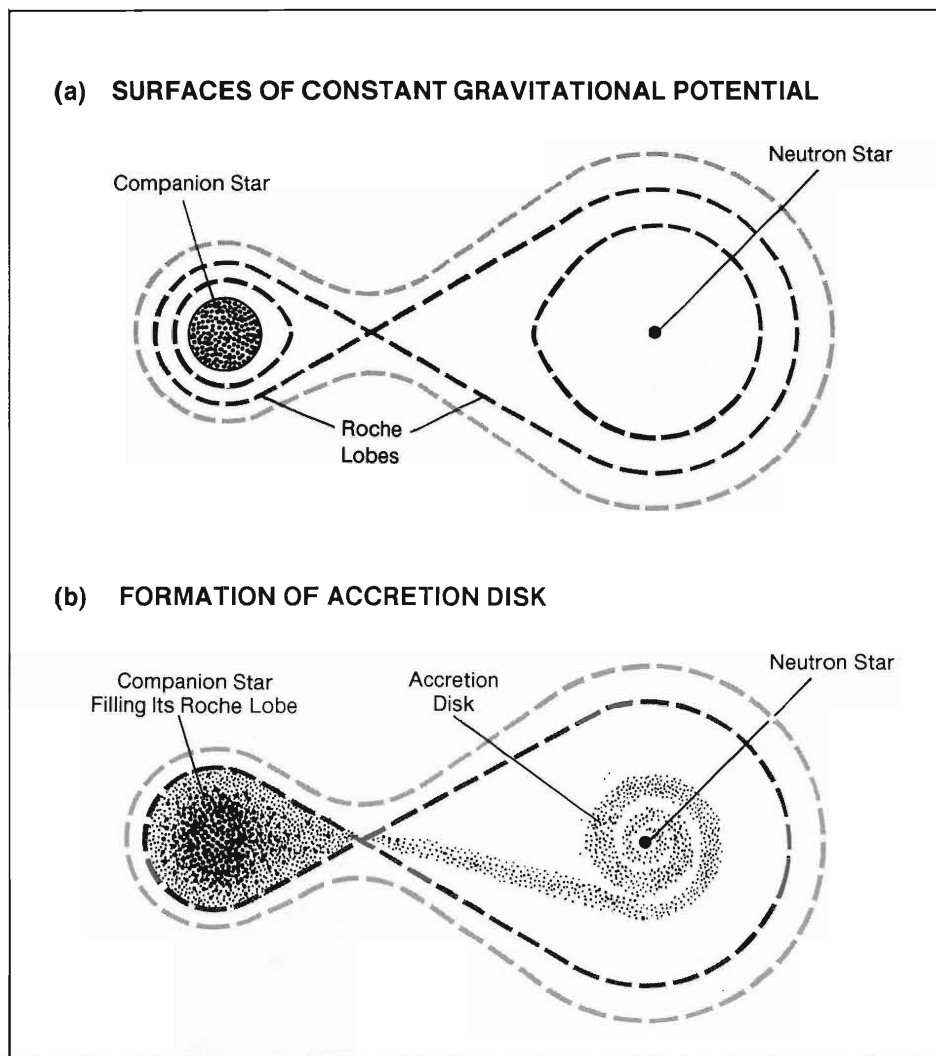 (a) SURFACES OF CONSTANT GRAVITATIONAL POTENTIAL
Neutron Star
Companion Star
Roche
Lobes
(b) FORMATION OF ACCRETION DISK
Neutron Star
Companion Star
Filling Its Roche Lobe
Accretion
Disk